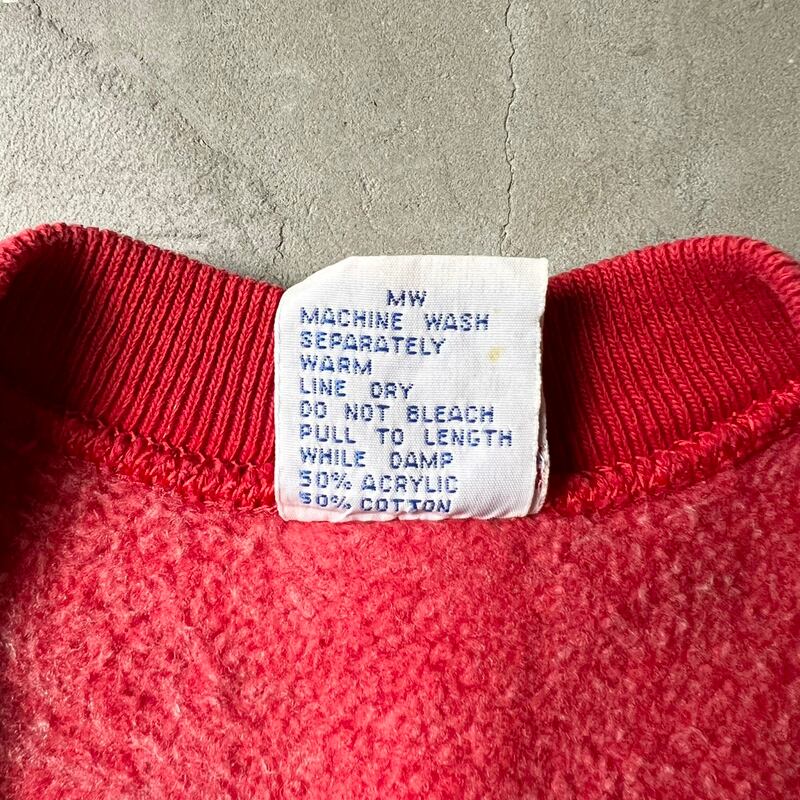 MW
MACHINE WASH
SEPARATELY
WARM
LINE DRY
DO NOT BLEACH
PULL TO LENGTH
WHILE DAMP
50% ACRYLIC
50% COTTON